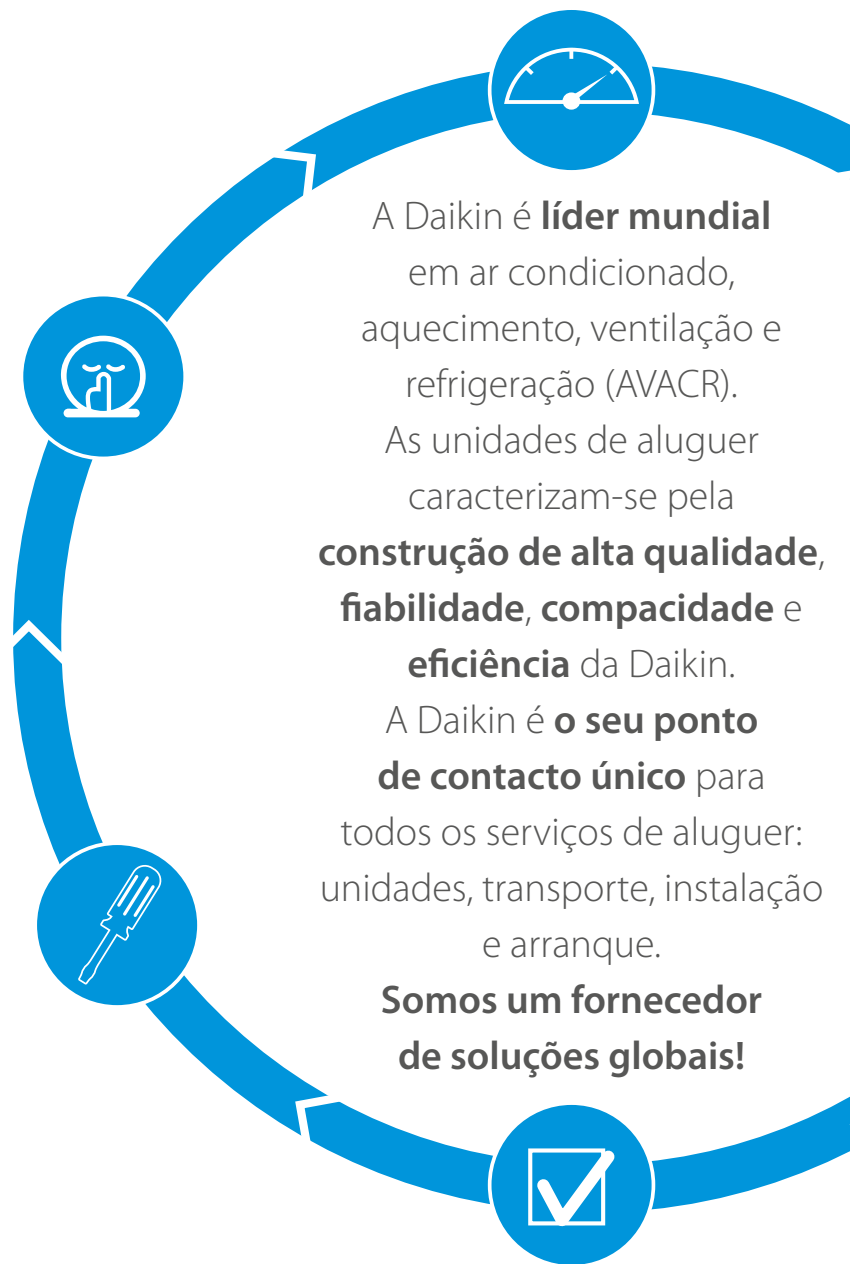 A Daikin é líder mundial
em ar condicionado,
aquecimento, ventilação e
refrigeração (AVACR).
As unidades de aluguer
caracterizam-se pela
construção de alta qualidade,
fiabilidade, compacidade e
eficiência da Daikin.
A Daikin é o seu ponto
de contacto único para
todos os serviços de aluguer:
unidades, transporte, instalação
e arranque.
Somos um fornecedor
de soluções globais!